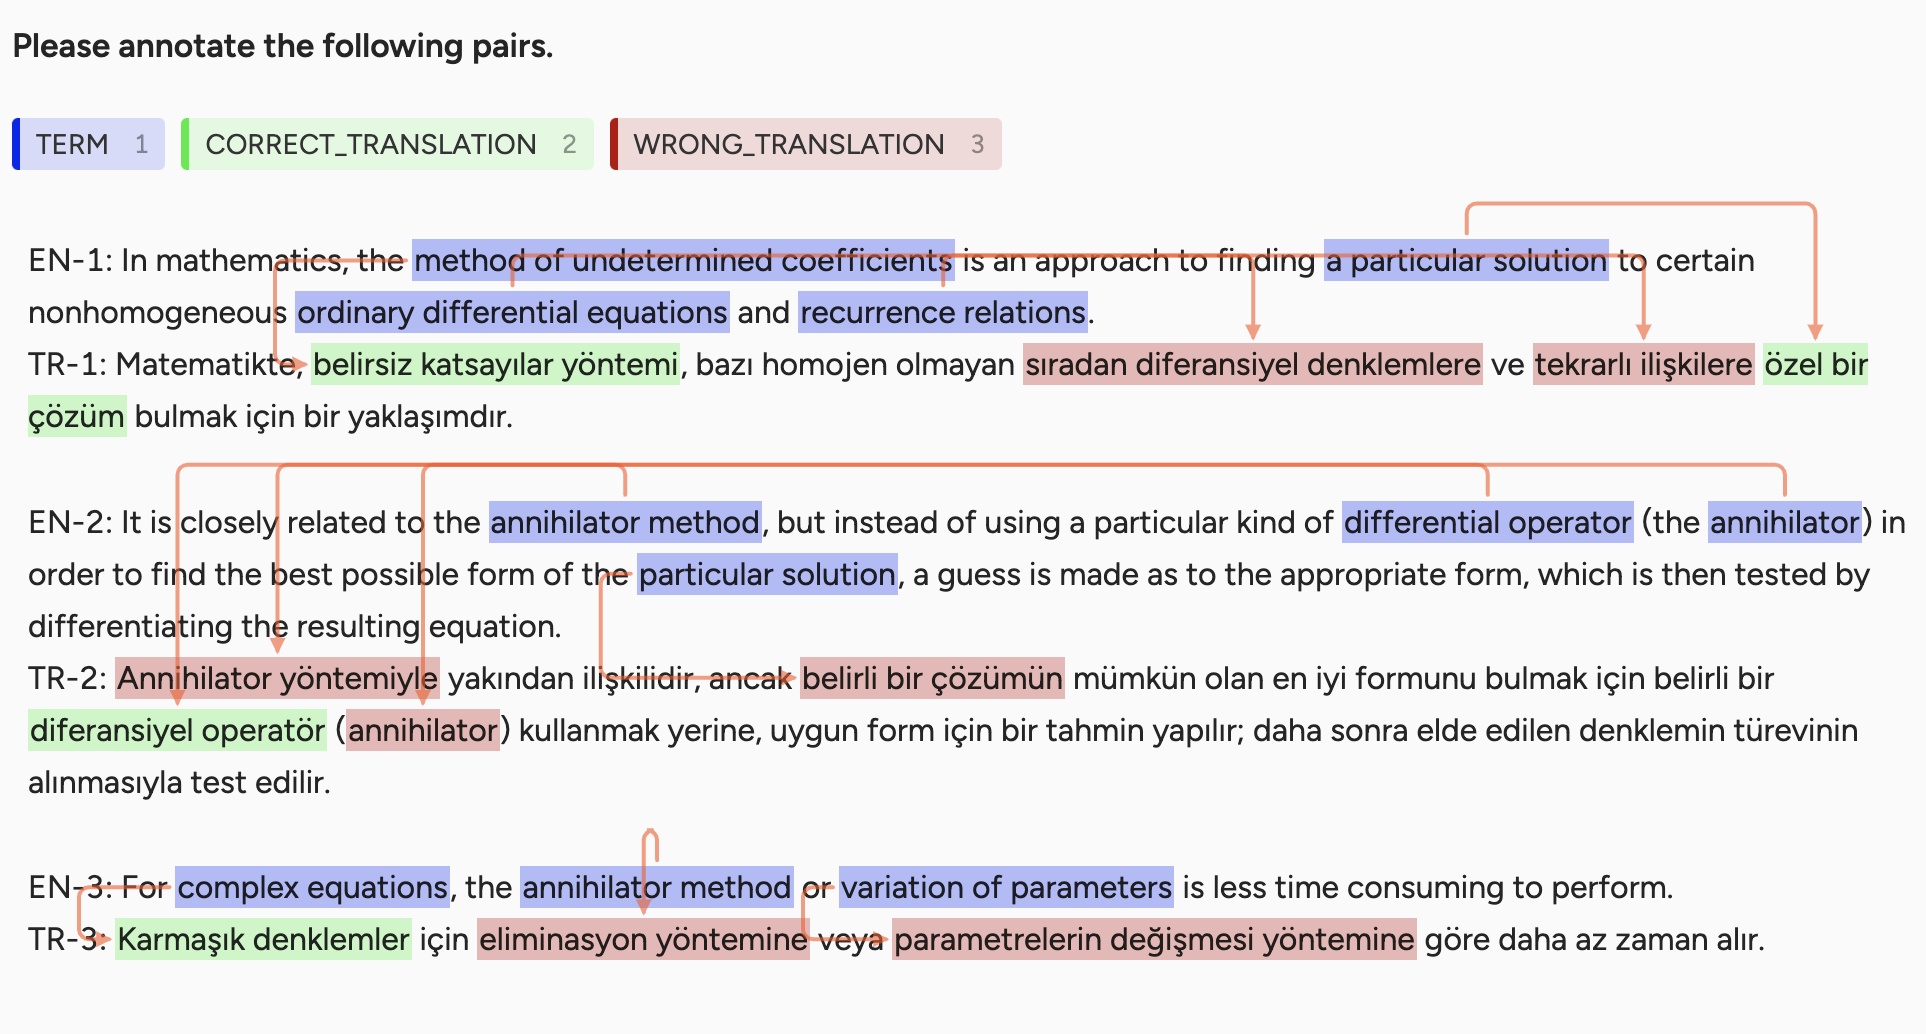 Please annotate the following pairs.
TERM 1 CORRECT_TRANSLATION 2 WRONG_TRANSLATION 3
EN-1: In mathematics, the method of undetermined coefficients is an approach to finding a particular solution to certain
nonhomogeneous ordinary differential equations and recurrence relations.
TR-1: Matematikte, belirsiz katsayılar yöntemi, bazı homojen olmayan sıradan diferansiyel denklemlere ve tekrarlı ilişkilere özel bir
çözüm bulmak için bir yaklaşımdır.
EN-2: It is closely related to the annihilator method, but instead of using a particular kind of differential operator (the annihilator) in
order to find the best possible form of the particular solution, a guess is made as to the appropriate form, which is then tested by
differentiating the resulting equation.
TR-2: Annihilator yöntemiyle yakından ilişkilidir, ancak belirli bir çözümün mümkün olan en iyi formunu bulmak için belirli bir
diferansiyel operatör (annihilator) kullanmak yerine, uygun form için bir tahmin yapılır; daha sonra elde edilen denklemin türevinin
alınmasıyla test edilir.
EN-3: For complex equations, the annihilator method or variation of parameters is less time consuming to perform.
TR-3: Karmaşık denklemler için eliminasyon yöntemine veya parametrelerin değişmesi yöntemine göre daha az zaman alır.